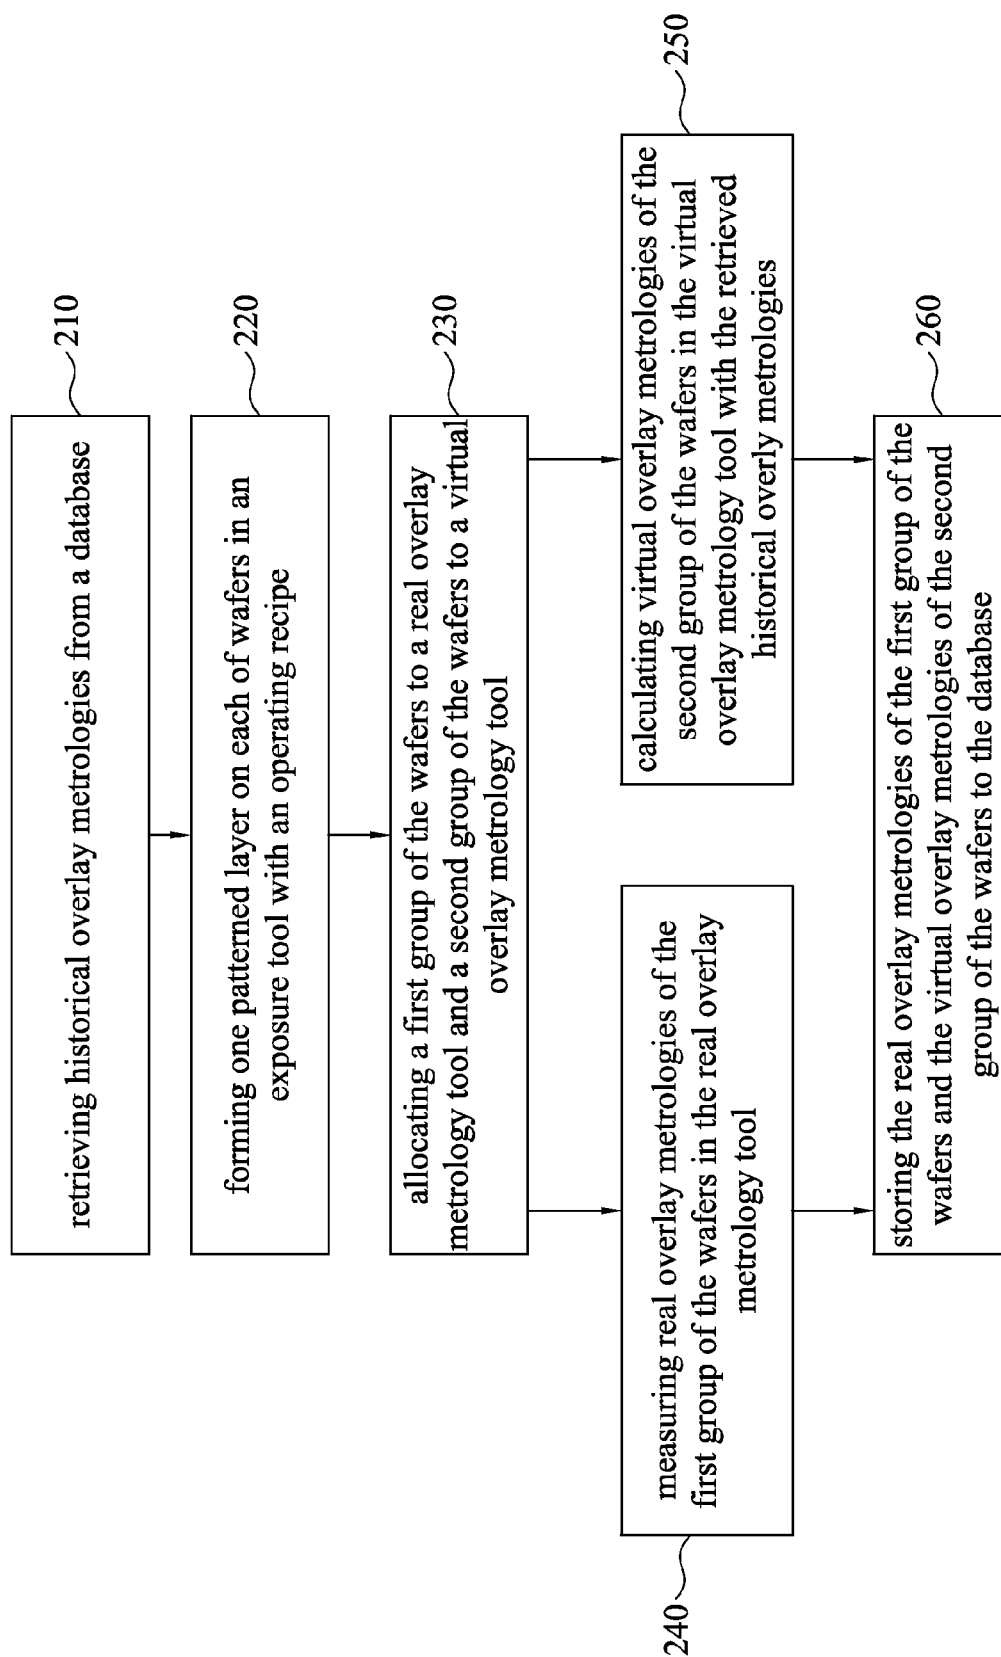 retrieving historical overlay metrologies from a database
210
forming one patterned layer on each of wafers in an
exposure tool with an operating recipe
220
allocating a first group of the wafers to a real overlay
metrology tool and a second group of the wafers to a virtual
overlay metrology tool
230
measuring real overlay metrologies of the
first group of the wafers in the real overlay
metrology tool
240
calculating virtual overlay metrologies of the
second group of the wafers in the virtual
overlay metrology tool with the retrieved
historical overly metrologies
250
storing the real overlay metrologies of the first group of the
wafers and the virtual overlay metrologies of the second
group of the wafers to the database
260